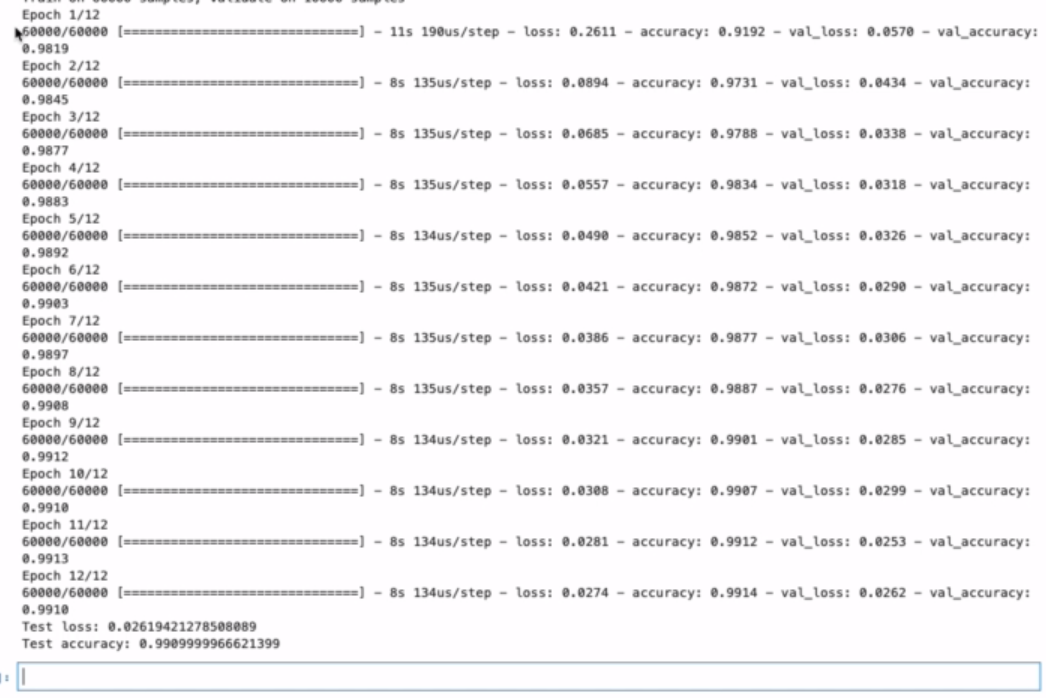 Train on 60000 samples, validate on 10000 samples
Epoch 1/12
60000/60000 [==============================] - 11s 190us/step - loss: 0.2611 - accuracy: 0.9192 - val_loss: 0.0570 - val_accuracy:
0.9819
Epoch 2/12
60000/60000 [==============================] - 8s 135us/step - loss: 0.0894 - accuracy: 0.9731 - val_loss: 0.0434 - val_accuracy:
0.9845
Epoch 3/12
60000/60000 [==============================] - 8s 135us/step - loss: 0.0685 - accuracy: 0.9788 - val_loss: 0.0338 - val_accuracy:
0.9877
Epoch 4/12
60000/60000 [==============================] - 8s 135us/step - loss: 0.0557 - accuracy: 0.9834 - val_loss: 0.0318 - val_accuracy:
0.9883
Epoch 5/12
60000/60000 [==============================] - 8s 134us/step - loss: 0.0490 - accuracy: 0.9852 - val_loss: 0.0326 - val_accuracy:
0.9892
Epoch 6/12
60000/60000 [==============================] - 8s 135us/step - loss: 0.0421 - accuracy: 0.9872 - val_loss: 0.0290 - val_accuracy:
0.9903
Epoch 7/12
60000/60000 [==============================] - 8s 135us/step - loss: 0.0386 - accuracy: 0.9877 - val_loss: 0.0306 - val_accuracy:
0.9897
Epoch 8/12
60000/60000 [==============================] - 8s 135us/step - loss: 0.0357 - accuracy: 0.9887 - val_loss: 0.0276 - val_accuracy:
0.9908
Epoch 9/12
60000/60000 [==============================] - 8s 134us/step - loss: 0.0321 - accuracy: 0.9901 - val_loss: 0.0285 - val_accuracy:
0.9912
Epoch 10/12
60000/60000 [==============================] - 8s 134us/step - loss: 0.0308 - accuracy: 0.9907 - val_loss: 0.0299 - val_accuracy:
0.9910
Epoch 11/12
60000/60000 [==============================] - 8s 134us/step - loss: 0.0281 - accuracy: 0.9912 - val_loss: 0.0253 - val_accuracy:
0.9913
Epoch 12/12
60000/60000 [==============================] - 8s 134us/step - loss: 0.0274 - accuracy: 0.9914 - val_loss: 0.0262 - val_accuracy:
0.9910
Test loss: 0.02619421278508089
Test accuracy: 0.9909999966621399